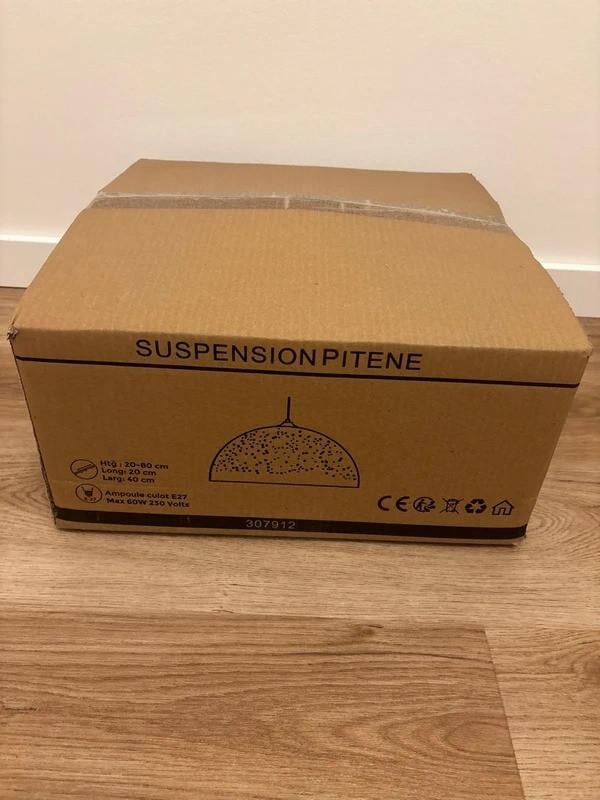 SUSPENSION PITENE
Htg : 20-80 cm
Long: 20 cm
Larg: 40 cm
Ampoule culot E27
Max 60W 230 Volts
CE
307912